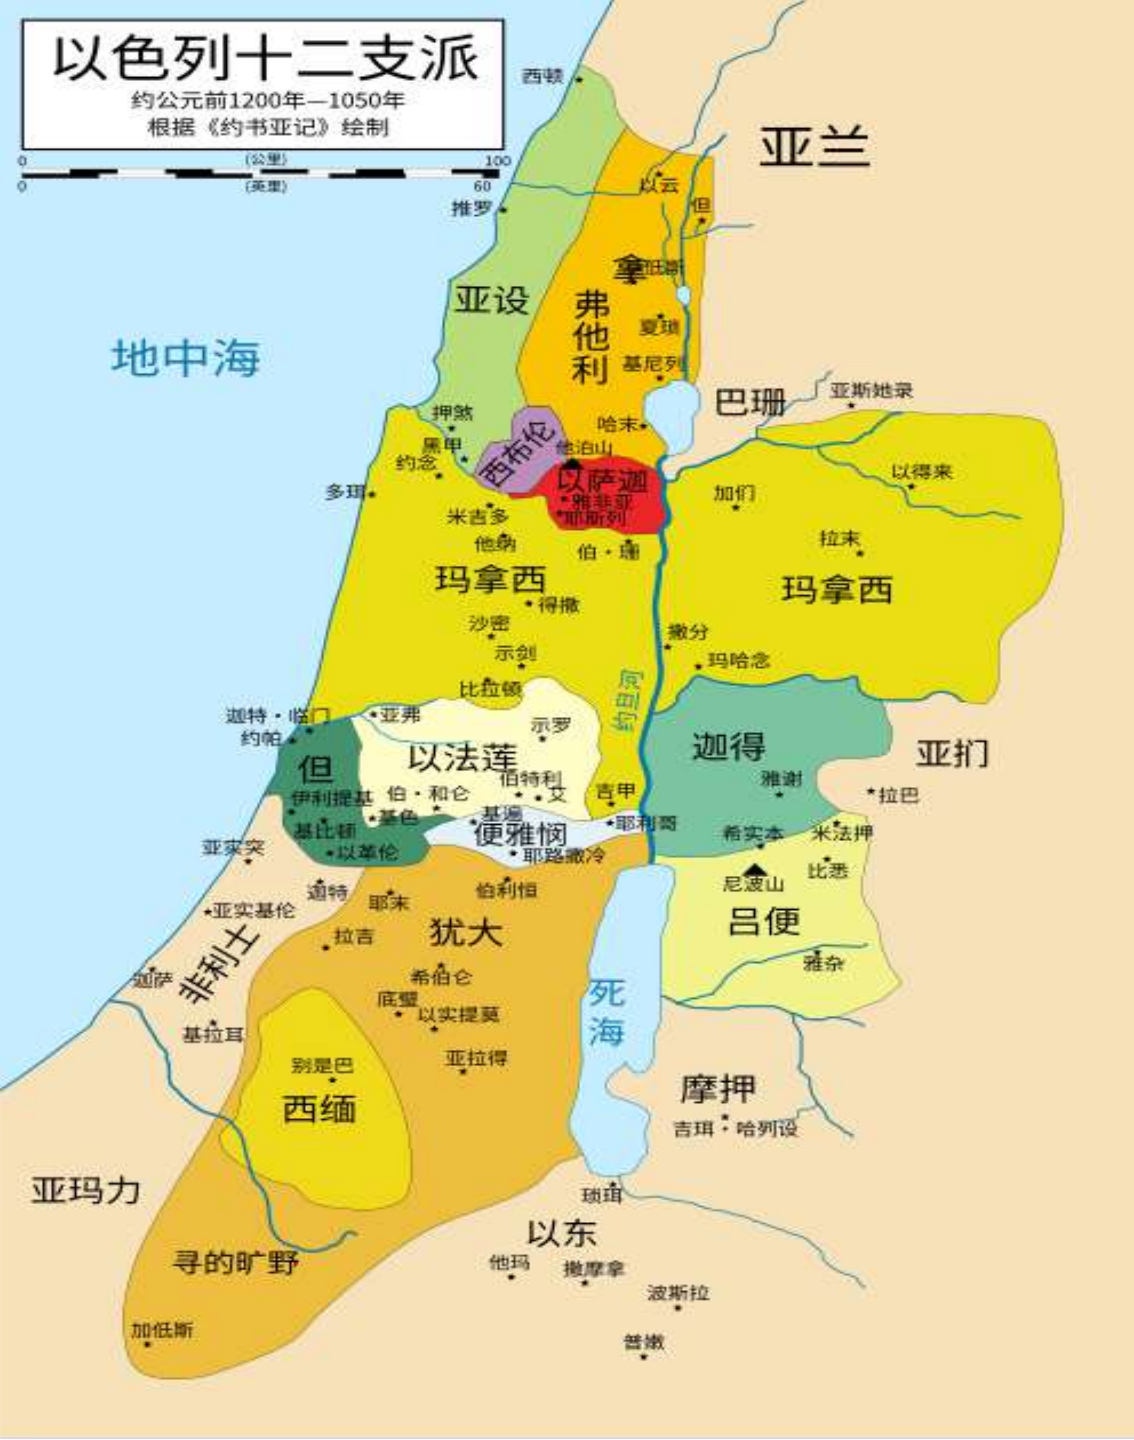 以色列十二支派
约公元前1200年—1050年
根据《约书亚记》绘制
0 (公里) 100
0 (英里) 60
西顿
亚兰
以云
推罗
但
亚设
拿
弗
他
利
低斯
夏琐
基尼列
地中海
巴珊
亚斯她录
押煞
哈末
黑甲
西布伦
他泊山
约念
以萨迦
以得来
多珥
加们
雅非亚
米吉多
耶斯列
他纳
伯·珊
拉末
玛拿西
玛拿西
得撒
沙密
撒分
示剑
玛哈念
比拉顿
约旦河
迦特·临门
亚弗
约帕
示罗
迦得
亚扪
但
以法莲
伯特利
雅谢
伊利提基
伯·和仑
艾
吉甲
拉巴
基色
基遍
耶利哥
基比顿
便雅悯
希实本
米法押
亚实突
以革伦
耶路撒冷
尼波山
比悉
迦特
耶末
伯利恒
亚实基伦
吕便
拉吉
犹大
非利士
雅杂
迦萨
希伯仑
底璧
死
海
基拉耳
以实提莫
别是巴
亚拉得
西缅
摩押
吉珥·哈列设
亚玛力
琐珥
以东
寻的旷野
他玛
撒摩拿
波斯拉
加低斯
普嫩